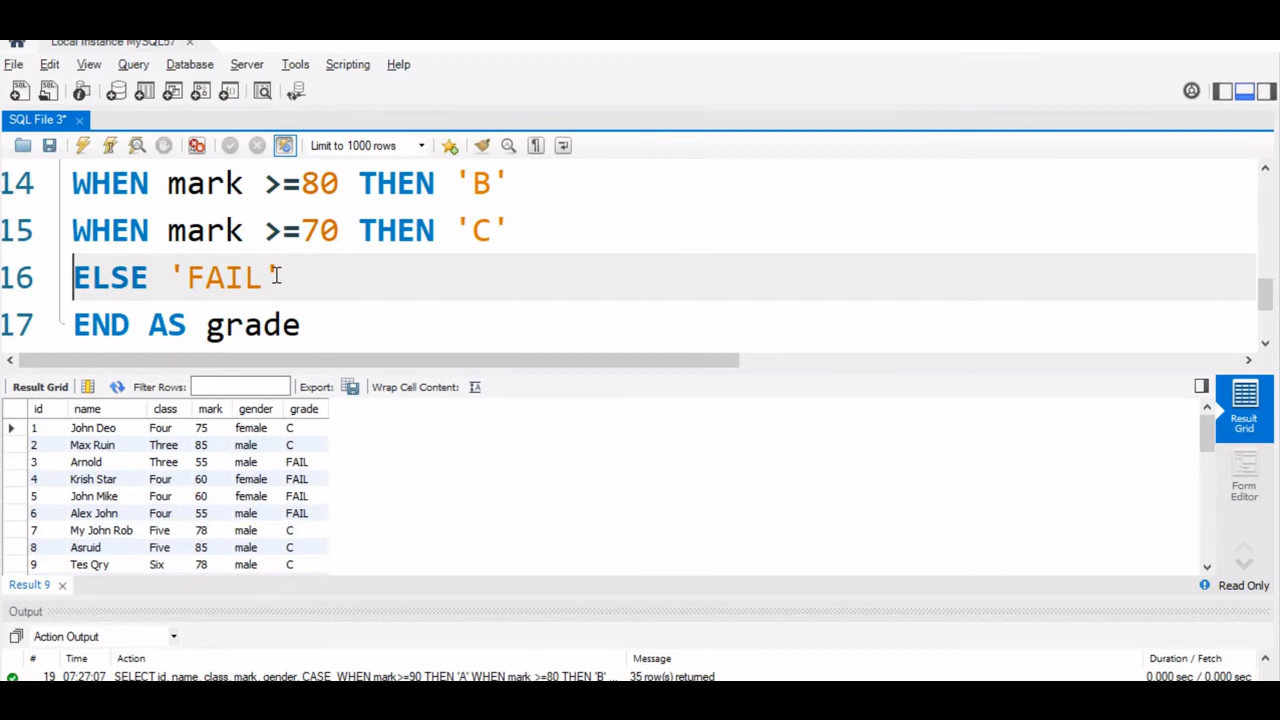 Local Instance MySQL57 ×
File Edit View Query Database Server Tools Scripting Help
SQL File 3* ×
Limit to 1000 rows
14 WHEN mark >=80 THEN 'B'
15 WHEN mark >=70 THEN 'C'
16 ELSE 'FAIL'
17 END AS grade
Result Grid Filter Rows: Export: Wrap Cell Content:
id name class mark gender grade
1 John Deo Four 75 female C
2 Max Ruin Three 85 male C
3 Arnold Three 55 male FAIL
4 Krish Star Four 60 female FAIL
5 John Mike Four 60 female FAIL
6 Alex John Four 55 male FAIL
7 My John Rob Five 78 male C
8 Asruid Five 85 male C
9 Tes Qry Six 78 male C
Result Grid
Form Editor
Result 9 × Read Only
Output
Action Output
# Time Action Message Duration / Fetch
19 07:27:07 SELECT id, name, class, mark, gender, CASE WHEN mark>=90 THEN 'A' WHEN mark >=80 THEN 'B' ... 35 row(s) returned 0.000 sec / 0.000 sec